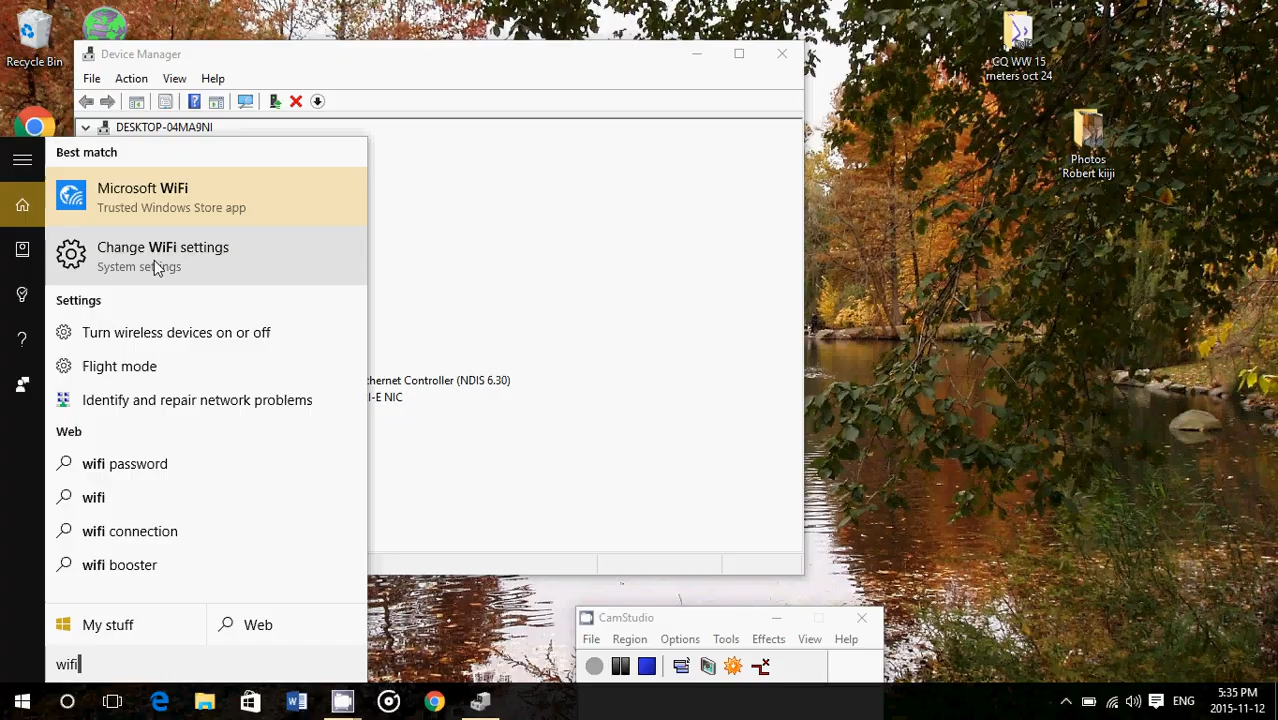 Recycle Bin
CQ WW 15
meters oct 24
Photos
Robert kiiji
Device Manager
File Action View Help
DESKTOP-04MA9NI
thernet Controller (NDIS 6.30)
I-E NIC
Best match
Microsoft WiFi
Trusted Windows Store app
Change WiFi settings
System settings
Settings
Turn wireless devices on or off
Flight mode
Identify and repair network problems
Web
wifi password
wifi
wifi connection
wifi booster
My stuff Web
wifi
CamStudio
File Region Options Tools Effects View Help
ENG
5:35 PM
2015-11-12